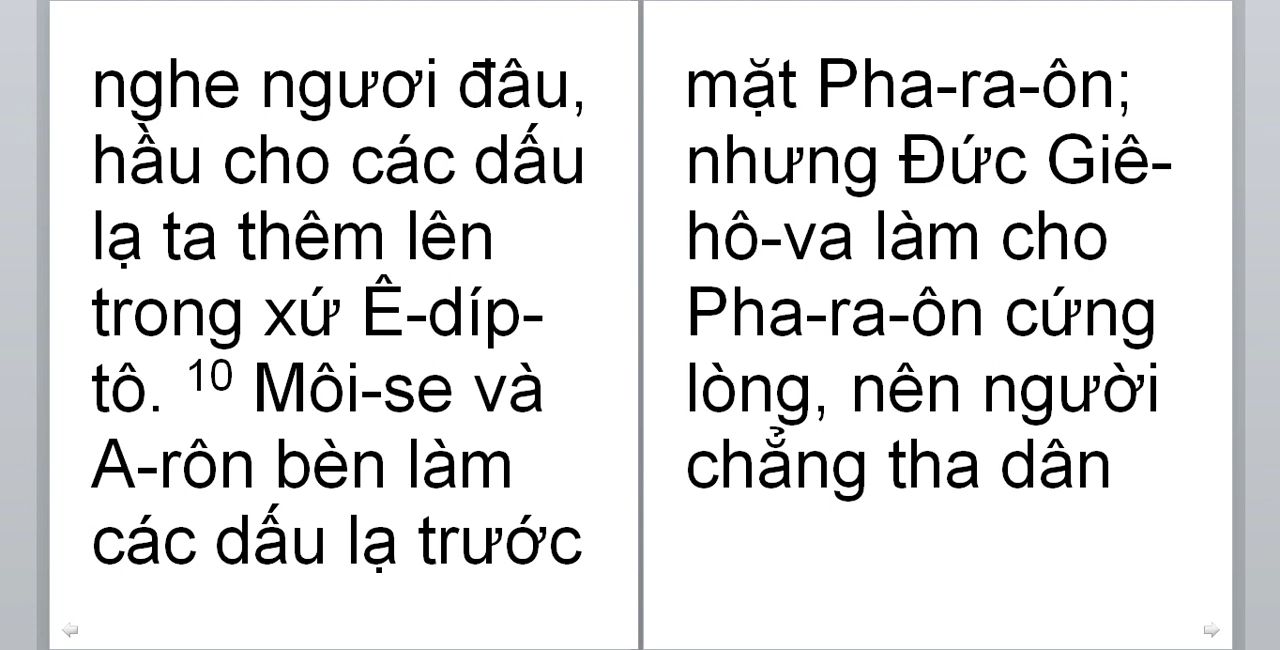 nghe ngươi đâu,
hầu cho các dấu
lạ ta thêm lên
trong xứ Ê-díp-
tô. 10 Môi-se và
A-rôn bèn làm
các dấu lạ trước
mặt Pha-ra-ôn;
nhưng Đức Giê-
hô-va làm cho
Pha-ra-ôn cứng
lòng, nên người
chẳng tha dân